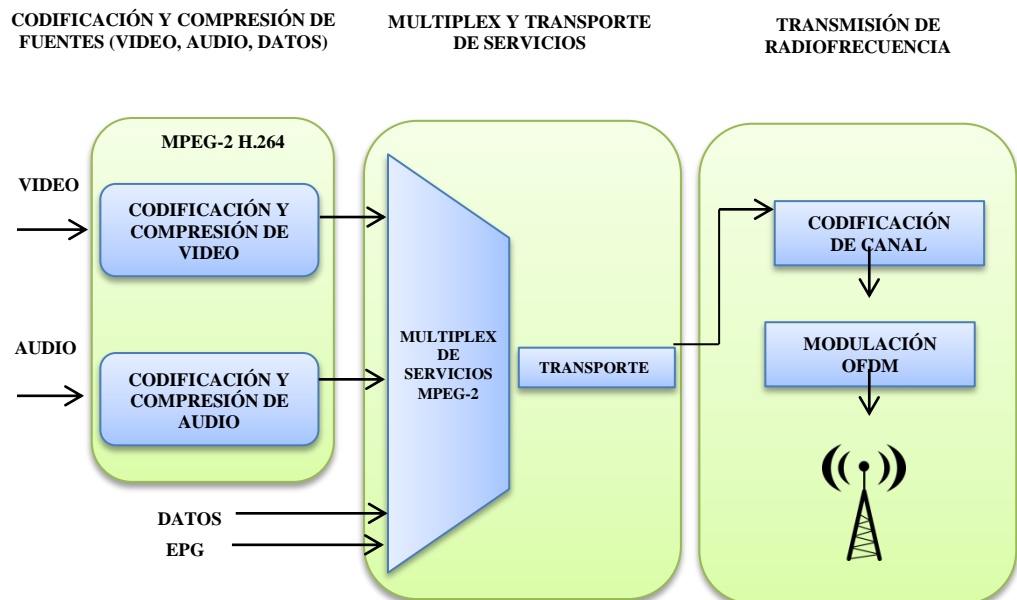 CODIFICACIÓN Y COMPRESIÓN DE
FUENTES (VIDEO, AUDIO, DATOS)
MULTIPLEX Y TRANSPORTE
DE SERVICIOS
TRANSMISIÓN DE
RADIOFRECUENCIA
MPEG-2 H.264
VIDEO
CODIFICACIÓN Y
COMPRESIÓN DE
VIDEO
AUDIO
CODIFICACIÓN Y
COMPRESIÓN DE
AUDIO
DATOS
EPG
MULTIPLEX
DE
SERVICIOS
MPEG-2
TRANSPORTE
CODIFICACIÓN
DE CANAL
MODULACIÓN
OFDM